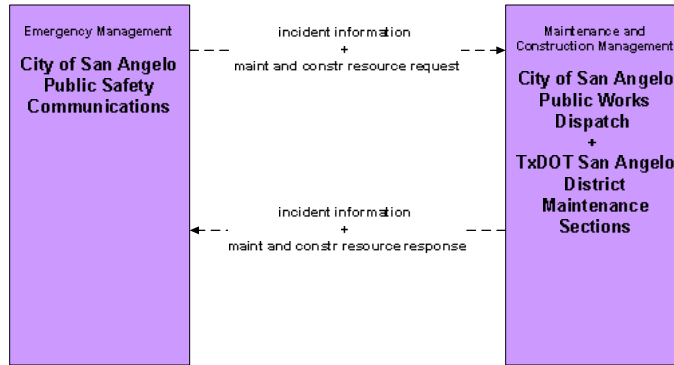 Emergency Management
City of San Angelo
Public Safety
Communications
incident information
+
maint and constr resource request
Maintenance and
Construction Management
City of San Angelo
Public Works
Dispatch
+
TxDOT San Angelo
District
Maintenance
Sections
incident information
+
maint and constr resource response